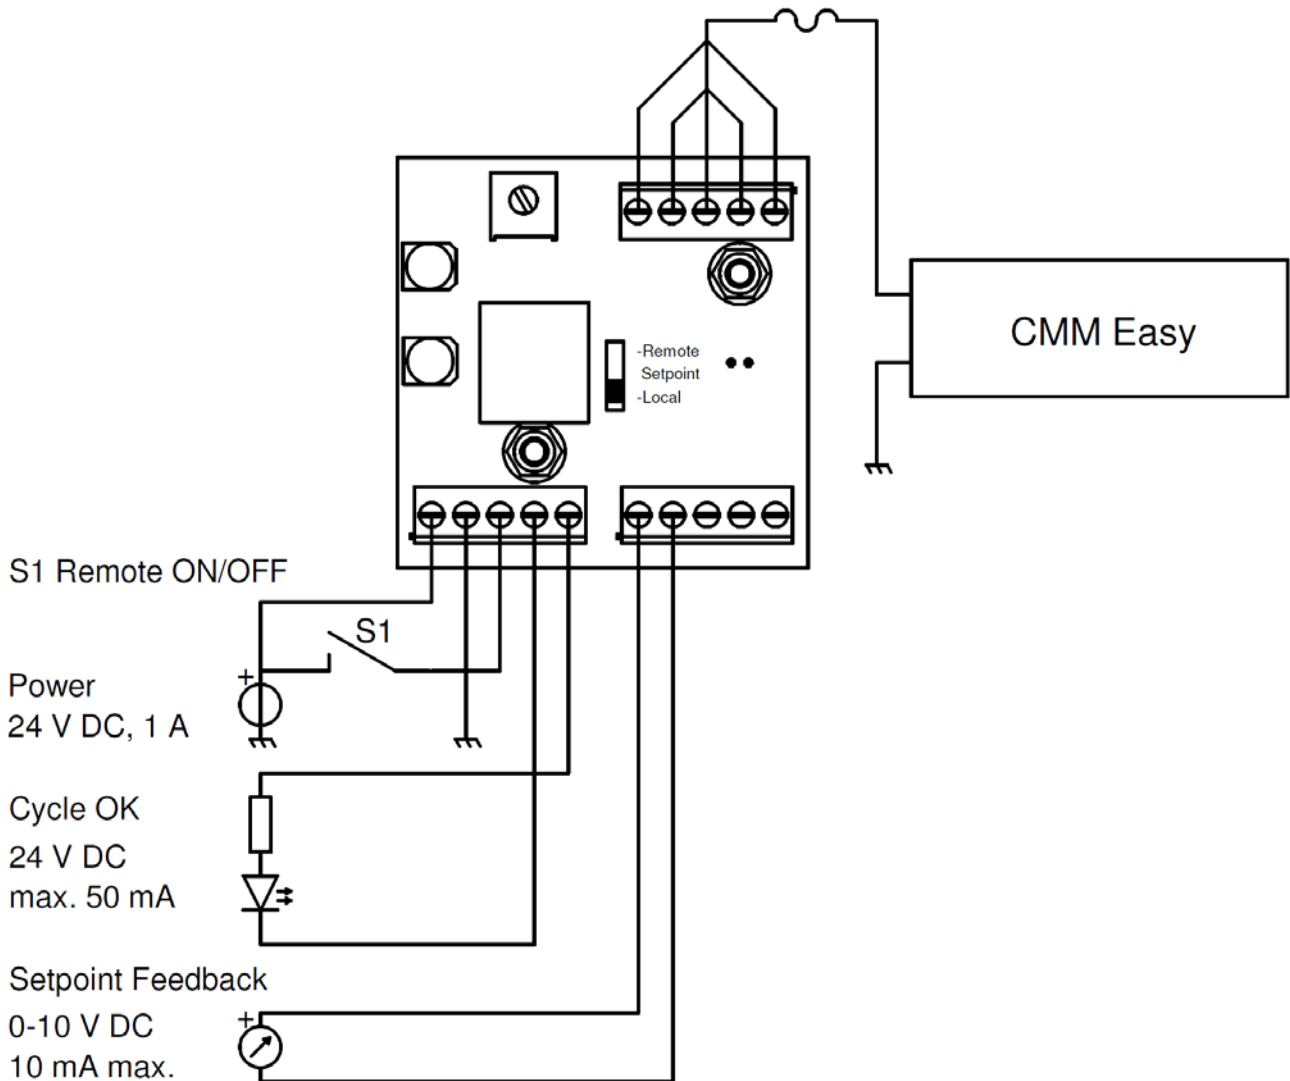 -Remote
Setpoint
-Local
CMM Easy
S1 Remote ON/OFF
S1
Power
+
24 V DC, 1 A
Cycle OK
24 V DC
max. 50 mA
Setpoint Feedback
+
0-10 V DC
10 mA max.